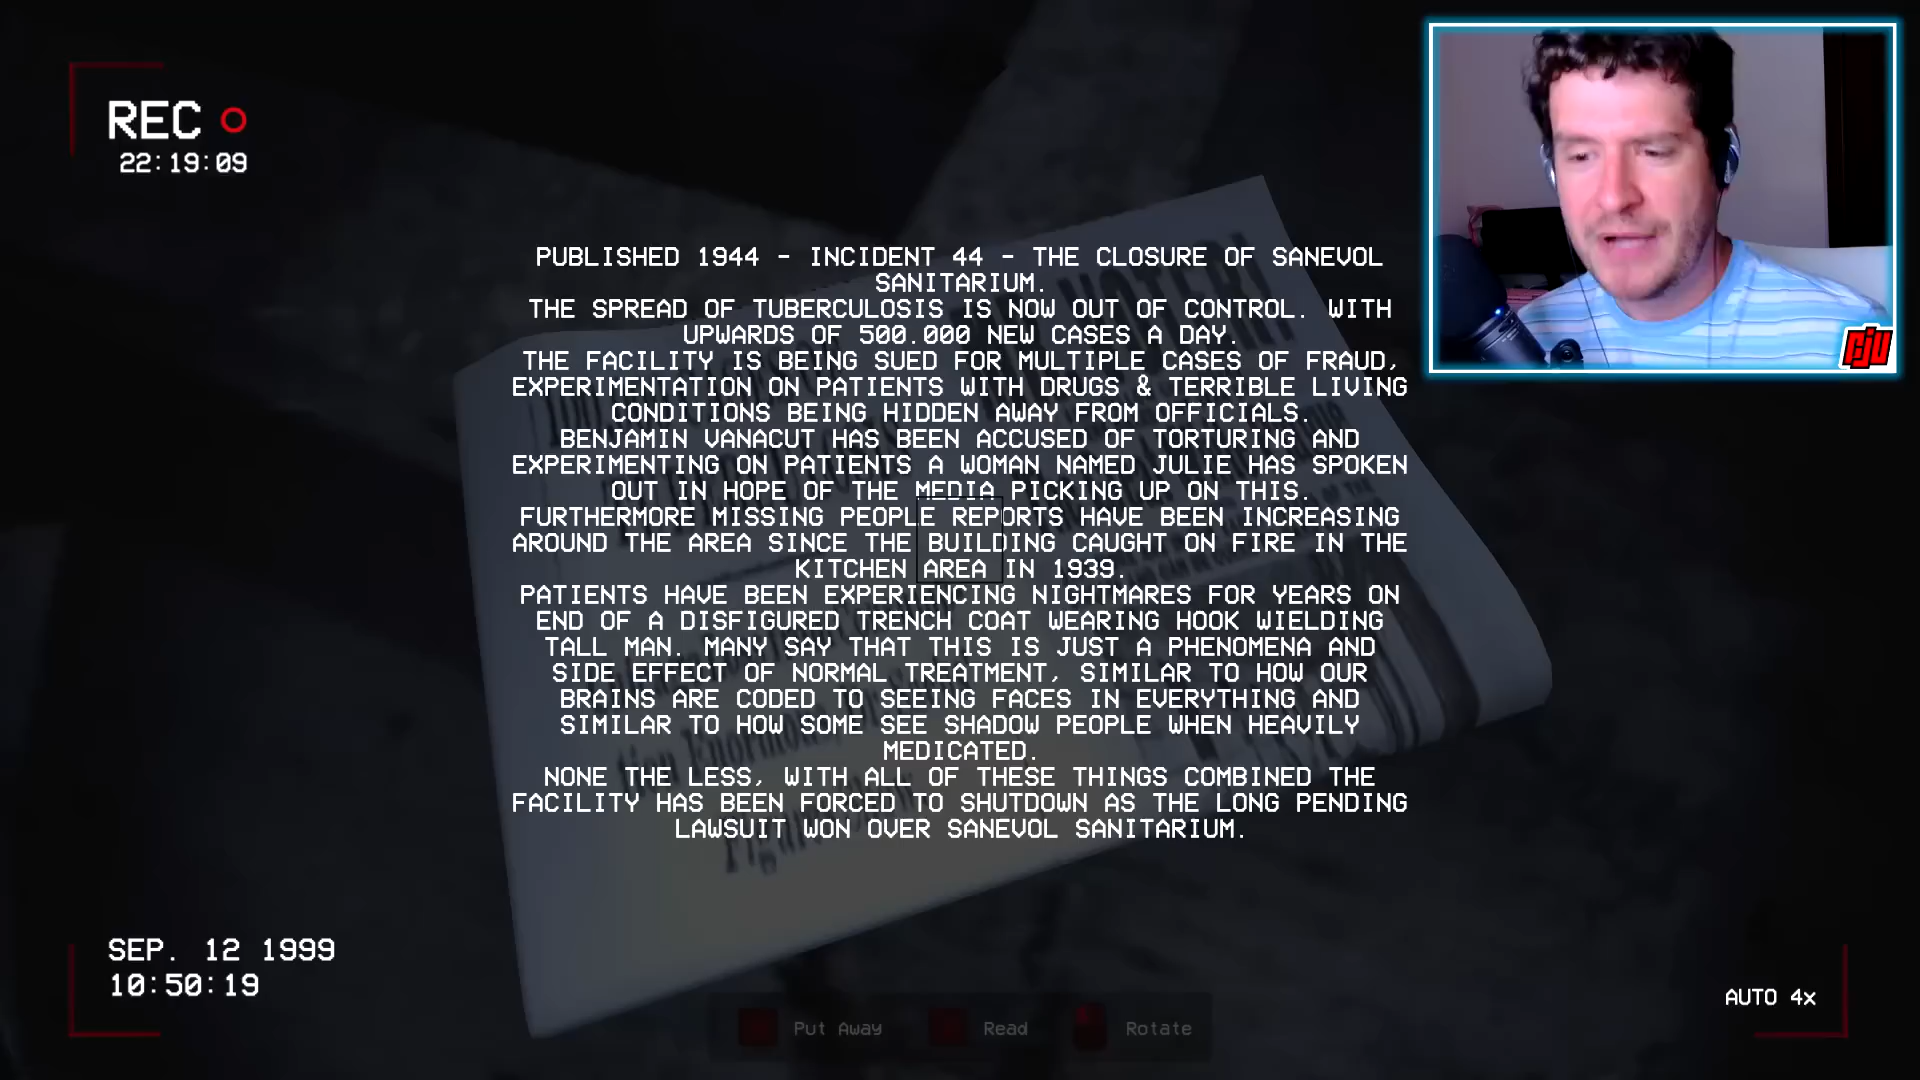 REC
22:19:09
PUBLISHED 1944 - INCIDENT 44 - THE CLOSURE OF SANEVOL
SANITARIUM.
THE SPREAD OF TUBERCULOSIS IS NOW OUT OF CONTROL. WITH
UPWARDS OF 500.000 NEW CASES A DAY.
THE FACILITY IS BEING SUED FOR MULTIPLE CASES OF FRAUD,
EXPERIMENTATION ON PATIENTS WITH DRUGS & TERRIBLE LIVING
CONDITIONS BEING HIDDEN AWAY FROM OFFICIALS.
BENJAMIN VANACUT HAS BEEN ACCUSED OF TORTURING AND
EXPERIMENTING ON PATIENTS A WOMAN NAMED JULIE HAS SPOKEN
OUT IN HOPE OF THE MEDIA PICKING UP ON THIS.
FURTHERMORE MISSING PEOPLE REPORTS HAVE BEEN INCREASING
AROUND THE AREA SINCE THE BUILDING CAUGHT ON FIRE IN THE
KITCHEN AREA IN 1939.
PATIENTS HAVE BEEN EXPERIENCING NIGHTMARES FOR YEARS ON
END OF A DISFIGURED TRENCH COAT WEARING HOOK WIELDING
TALL MAN. MANY SAY THAT THIS IS JUST A PHENOMENA AND
SIDE EFFECT OF NORMAL TREATMENT, SIMILAR TO HOW OUR
BRAINS ARE CODED TO SEEING FACES IN EVERYTHING AND
SIMILAR TO HOW SOME SEE SHADOW PEOPLE WHEN HEAVILY
MEDICATED.
NONE THE LESS, WITH ALL OF THESE THINGS COMBINED THE
FACILITY HAS BEEN FORCED TO SHUTDOWN AS THE LONG PENDING
LAWSUIT WON OVER SANEVOL SANITARIUM.
SEP. 12 1999
10:50:19
AUTO 4x
Put Away
Read
Rotate